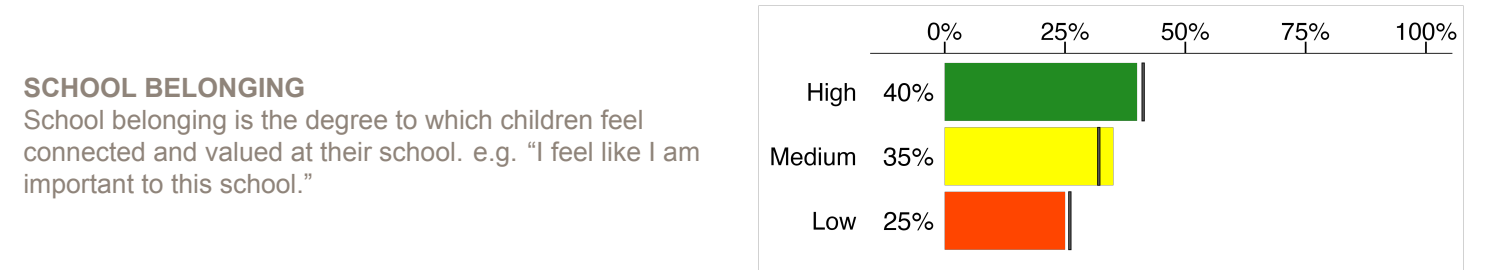 SCHOOL BELONGING
School belonging is the degree to which children feel
connected and valued at their school. e.g. “I feel like I am
important to this school.”
0% 25% 50% 75% 100%
High 40%
Medium 35%
Low 25%